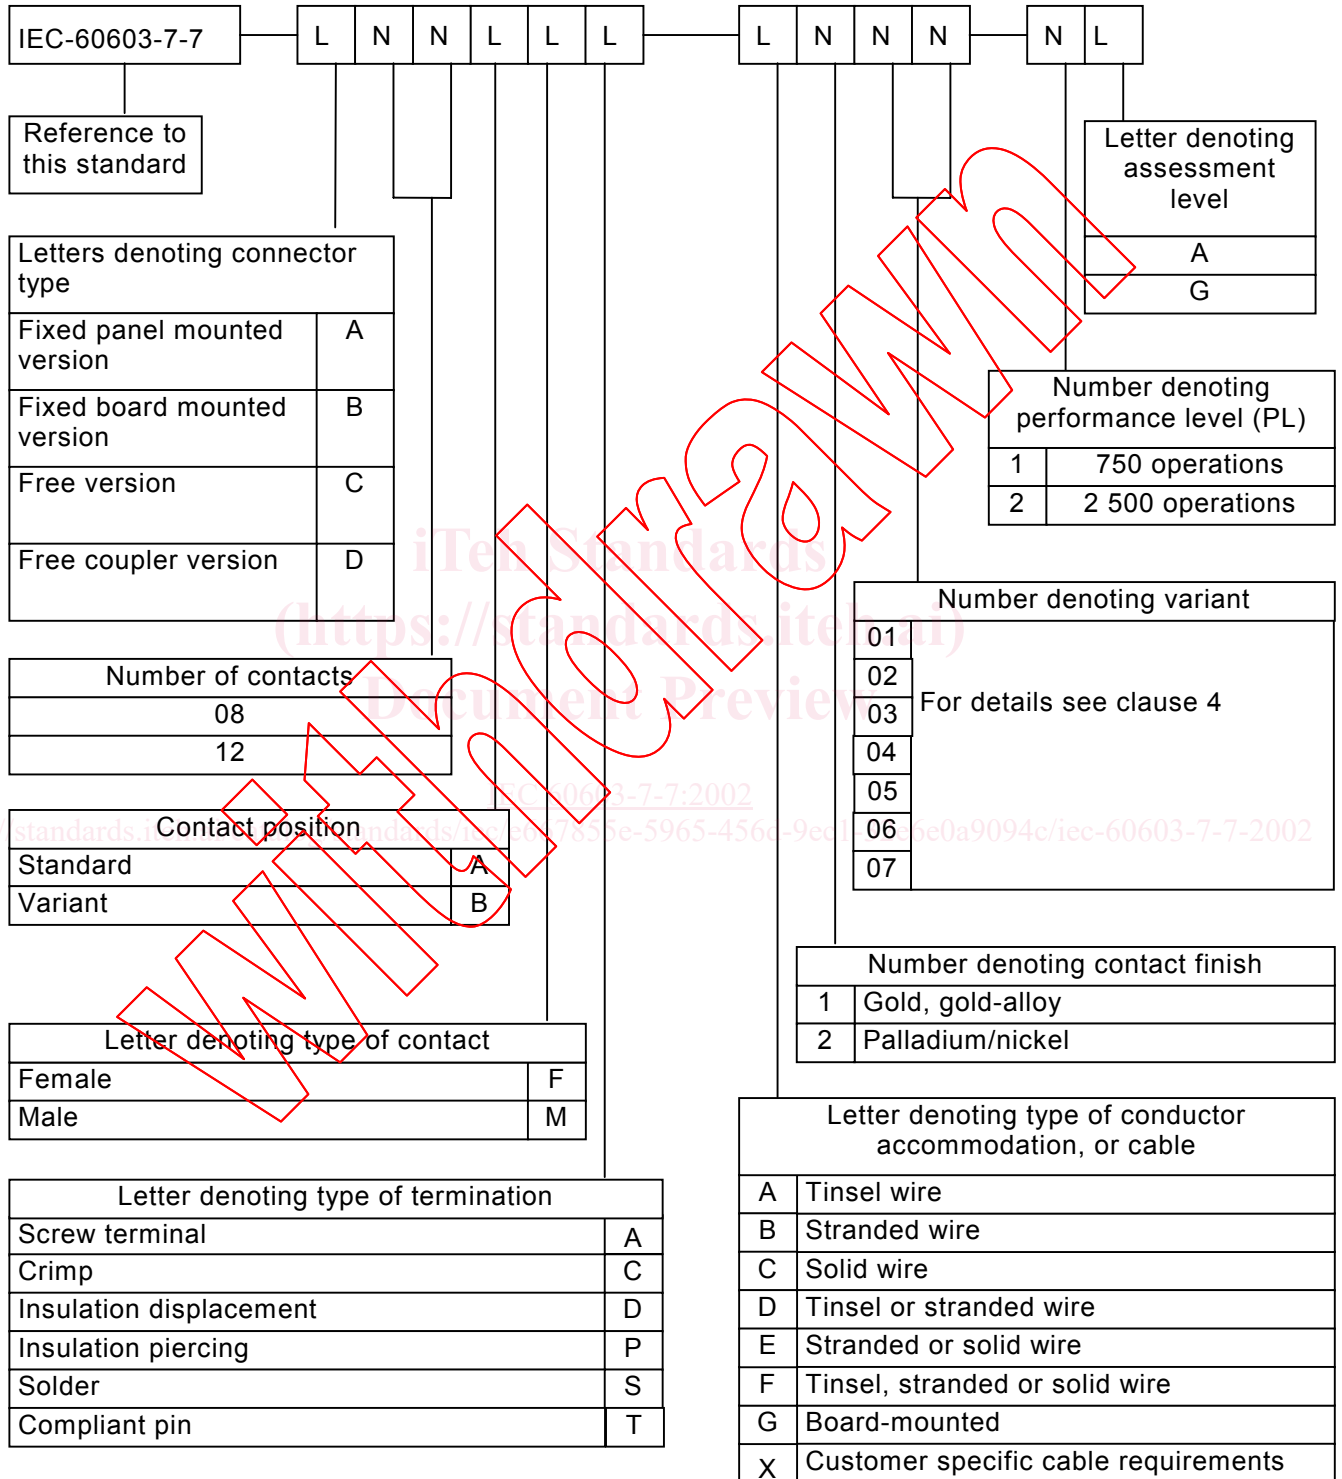 IEC-60603-7-7 L N N L L L L N N N N L
Reference to
this standard
Letter denoting
assessment
level
A
G
Letters denoting connector
type
Fixed panel mounted A
version
Fixed board mounted B
version
Free version C
Free coupler version D
Number denoting
performance level (PL)
1 750 operations
2 2 500 operations
Number of contacts
08
12
Number denoting variant
01
02
03
04
05
06
07
For details see clause 4
Contact position
Standard A
Variant B
Number denoting contact finish
1 Gold, gold-alloy
2 Palladium/nickel
Letter denoting type of contact
Female F
Male M
Letter denoting type of conductor
accommodation, or cable
A Tinsel wire
B Stranded wire
C Solid wire
D Tinsel or stranded wire
E Stranded or solid wire
F Tinsel, stranded or solid wire
G Board-mounted
X Customer specific cable requirements
Letter denoting type of termination
Screw terminal A
Crimp C
Insulation displacement D
Insulation piercing P
Solder S
Compliant pin T
Withdrawn
iTeh Standards
(https://standards.iteh.ai)
Document Preview
IEC 60603-7-7:2002